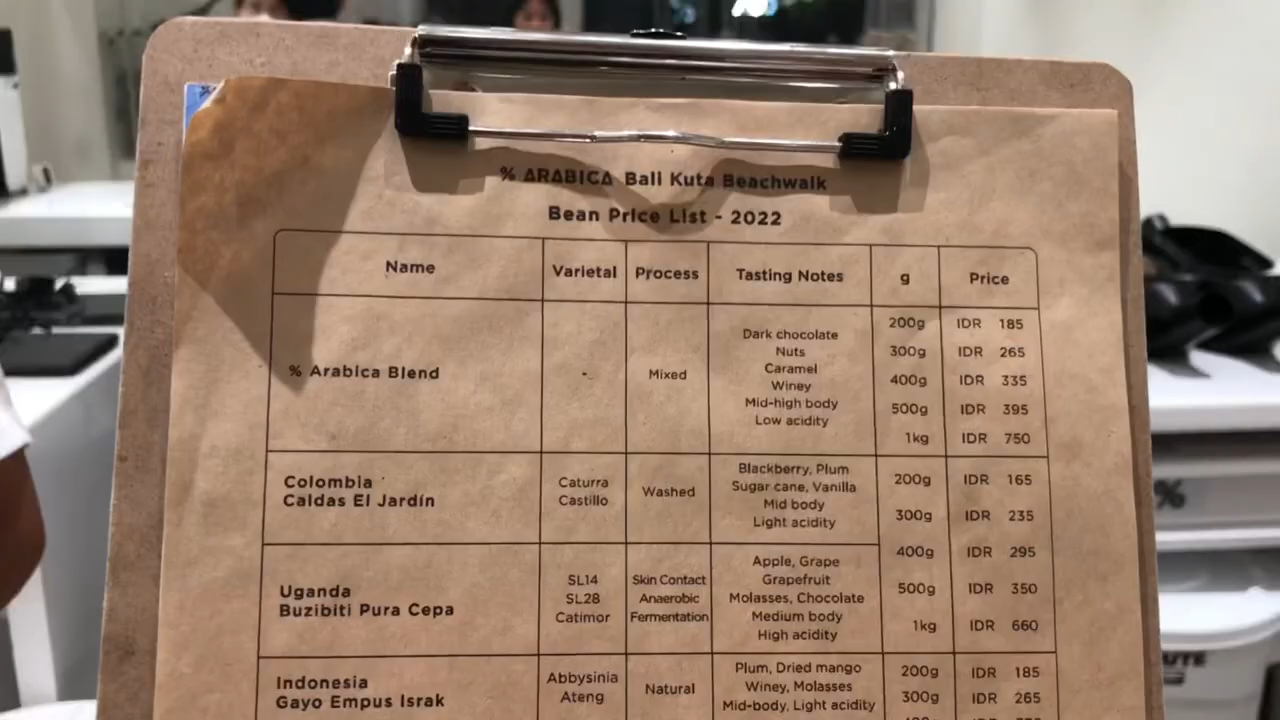 % ARABICA Bali Kuta Beachwalk
Bean Price List - 2022
Name Varietal Process Tasting Notes g Price
% Arabica Blend - Mixed
Dark chocolate
Nuts
Caramel
Winey
Mid-high body
Low acidity
200g IDR 185
300g IDR 265
400g IDR 335
500g IDR 395
1kg IDR 750
Colombia
Caldas El Jardín
Caturra
Castillo
Washed
Blackberry, Plum
Sugar cane, Vanilla
Mid body
Light acidity
Uganda
Buzibiti Pura Cepa
SL14
SL28
Catimor
Skin Contact
Anaerobic
Fermentation
Apple, Grape
Grapefruit
Molasses, Chocolate
Medium body
High acidity
200g IDR 165
300g IDR 235
400g IDR 295
500g IDR 350
1kg IDR 660
Indonesia
Gayo Empus Israk
Abbysinia
Ateng
Natural
Plum, Dried mango
Winey, Molasses
Mid-body, Light acidity
200g IDR 185
300g IDR 265
%